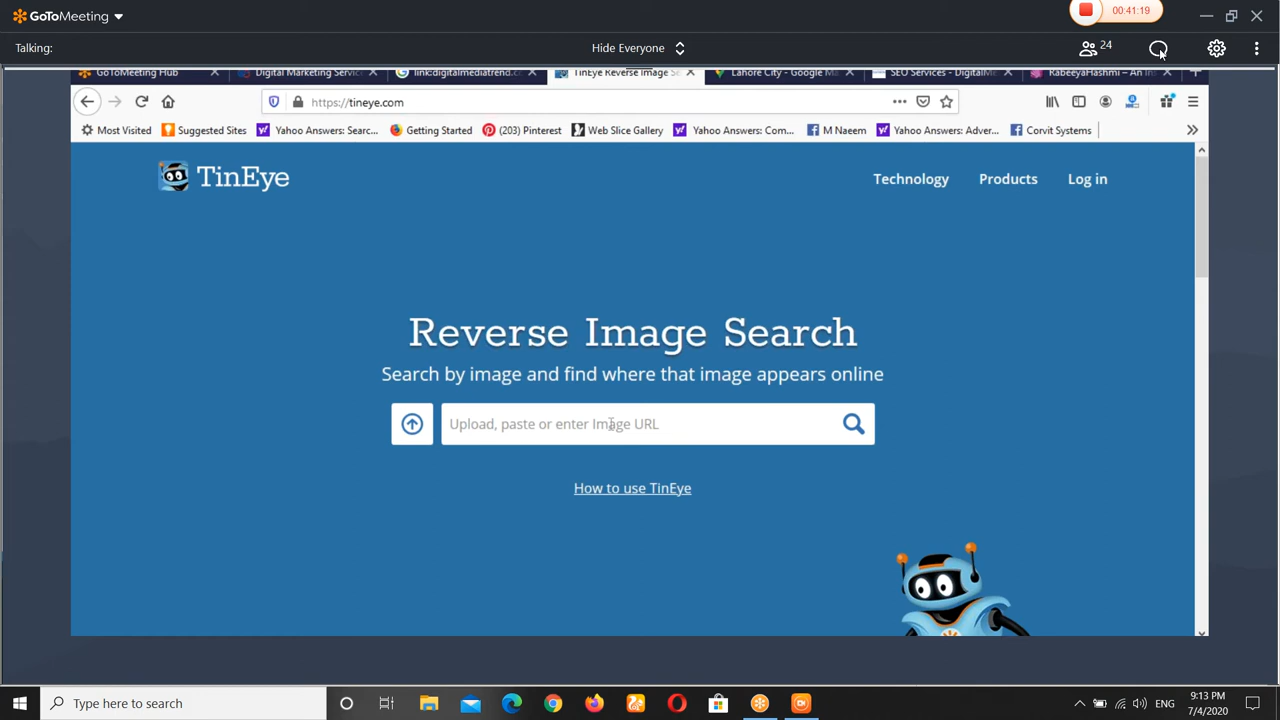 GoToMeeting
00:41:19
Talking:
Hide Everyone
24
GoToMeeting Hub
Digital Marketing Servic
link:digitalmediatrend.c
TinEye Reverse Image Se
Lahore City - Google M
SEO Services - DigitalMe
RabeeyaHashmi – An In
https://tineye.com
Most Visited
Suggested Sites
Yahoo Answers: Searc...
Getting Started
(203) Pinterest
Web Slice Gallery
Yahoo Answers: Com...
M Naeem
Yahoo Answers: Adver...
Corvit Systems
TinEye
Technology
Products
Log in
Reverse Image Search
Search by image and find where that image appears online
Upload, paste or enter Image URL
How to use TinEye
Type here to search
ENG
9:13 PM
7/4/2020